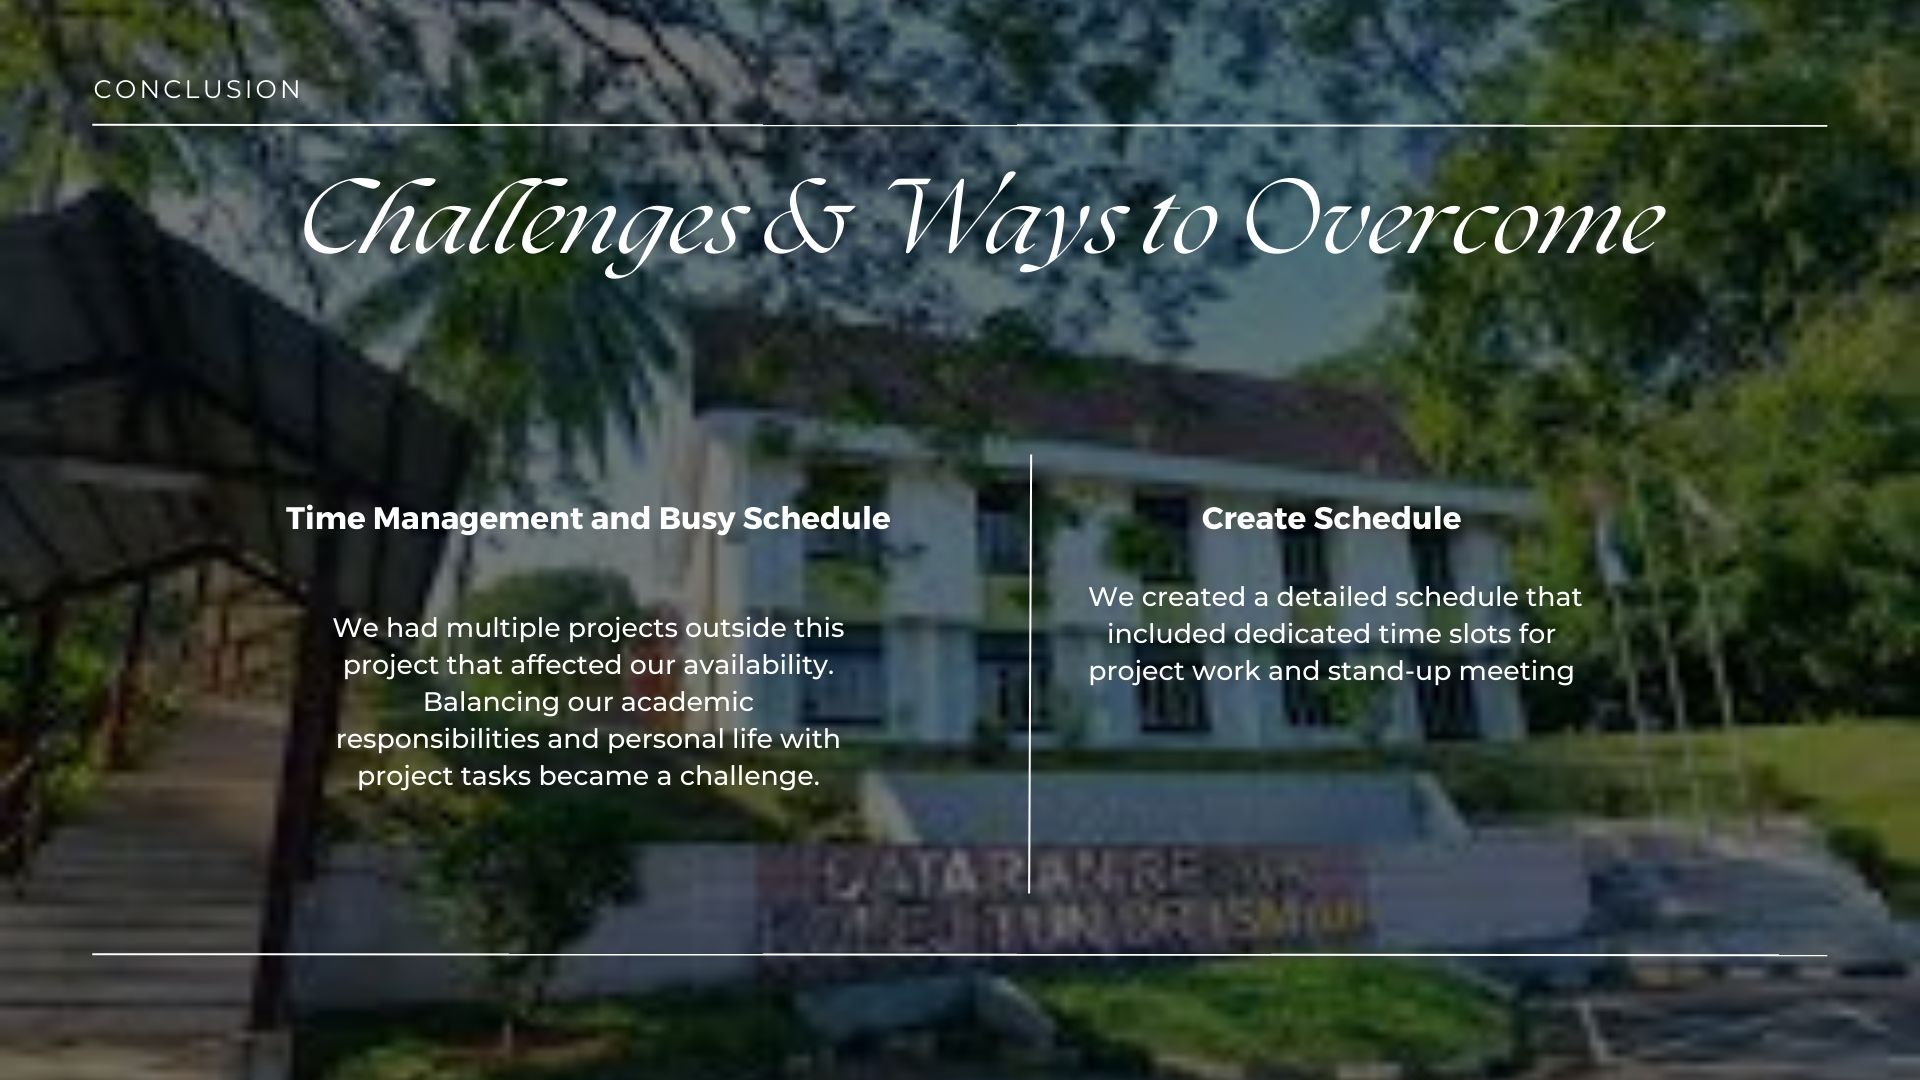 CONCLUSION
Challenges & Ways to Overcome
Time Management and Busy Schedule
We had multiple projects outside this
project that affected our availability.
Balancing our academic
responsibilities and personal life with
project tasks became a challenge.
Create Schedule
We created a detailed schedule that
included dedicated time slots for
project work and stand-up meeting